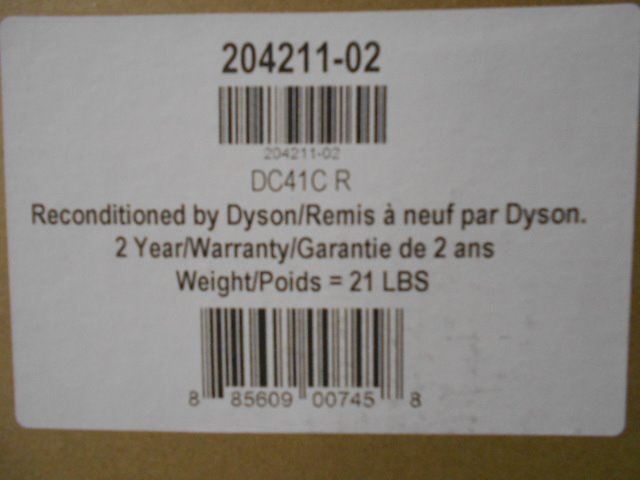 204211-02
204211-02
DC41C R
Reconditioned by Dyson/Remis à neuf par Dyson.
2 Year/Warranty/Garantie de 2 ans
Weight/Poids = 21 LBS
8 85609 00745 8